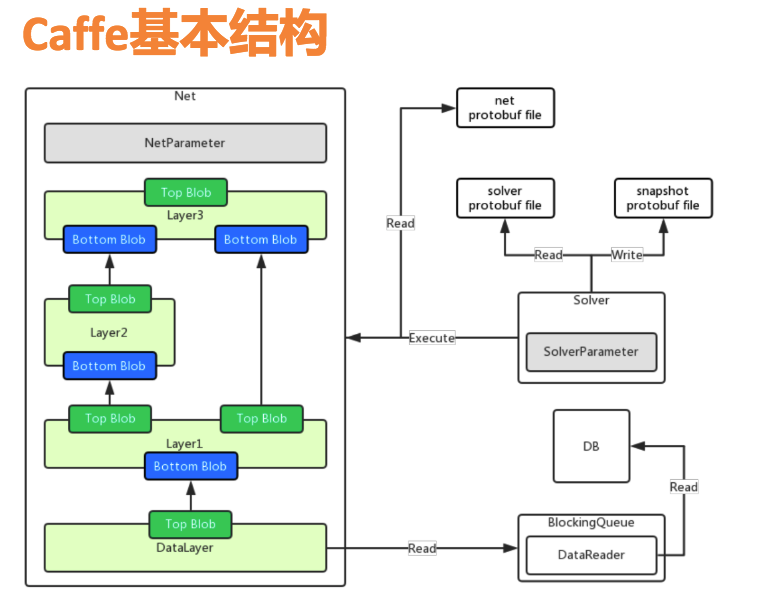 Caffe基本结构
Net
NetParameter
Top Blob
Layer3
Bottom Blob
Bottom Blob
Top Blob
Layer2
Bottom Blob
Top Blob
Top Blob
Layer1
Bottom Blob
Top Blob
DataLayer
net
protobuf file
Read
solver
protobuf file
snapshot
protobuf file
Read
Write
Solver
SolverParameter
Execute
DB
Read
BlockingQueue
DataReader
Read